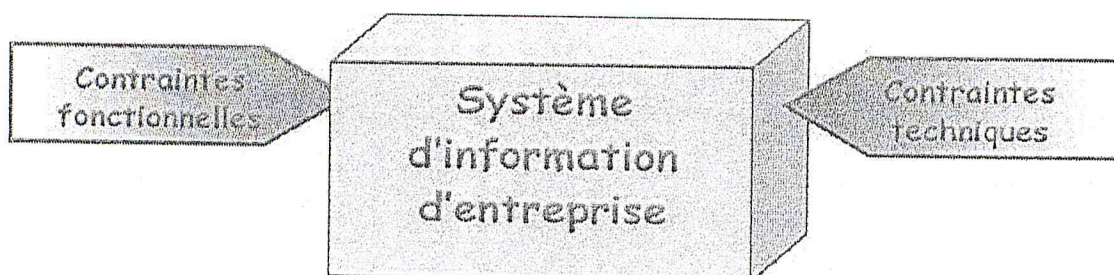 Contraintes
fonctionnelles
Système
d'information
d'entreprise
Contraintes
techniques